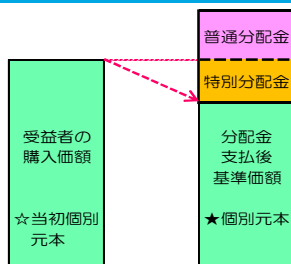 普通分配金
特別分配金
受益者の
購入価額
☆当初個別
元本
分配金
支払後
基準価額
★個別元本